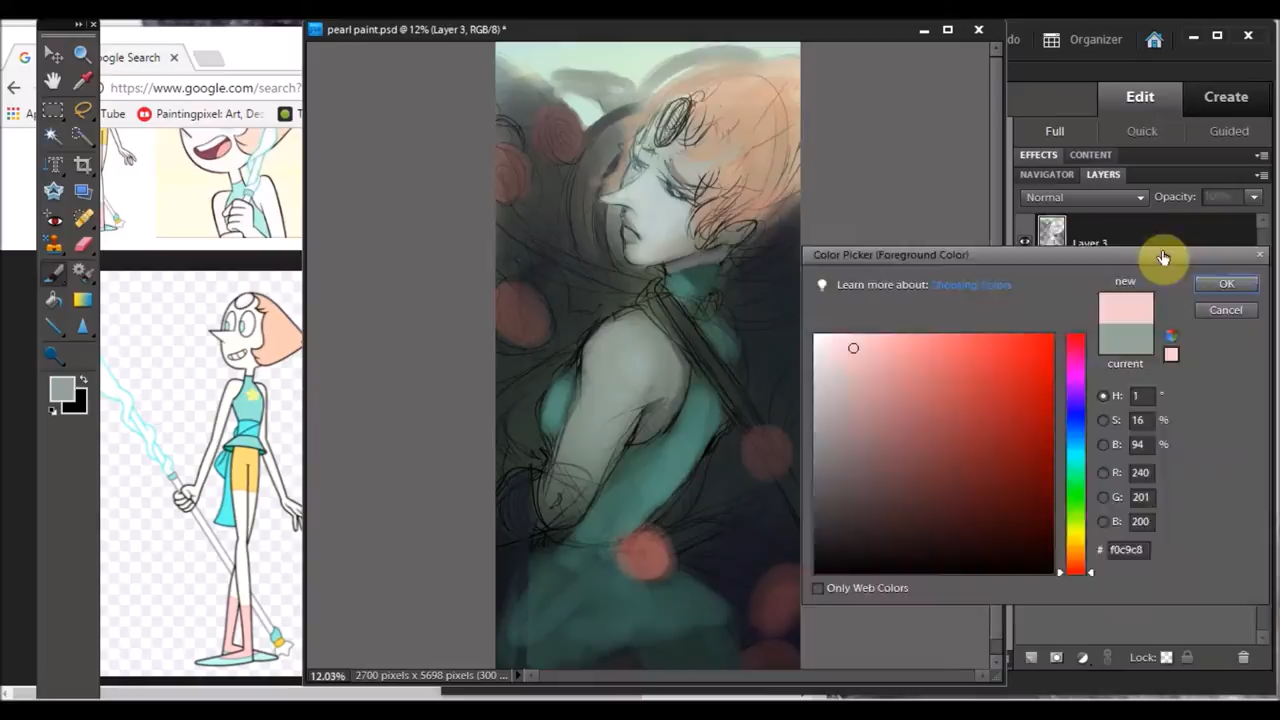 pearl paint.psd @ 12% (Layer 3, RGB/8) *
Organizer
oogle Search
https://www.google.com/search?
Edit
Create
Tube
Paintingpixel: Art, De:
Full
Quick
Guided
EFFECTS
CONTENT
NAVIGATOR
LAYERS
Normal
Opacity:
Layer 3
Color Picker (Foreground Color)
Learn more about:
Choosing Colors
new
OK
Cancel
current
H: 1 °
S: 16 %
B: 94 %
R: 240
G: 201
B: 200
# f0c9c8
Only Web Colors
Lock:
12.03%
2700 pixels x 5698 pixels (300 ...